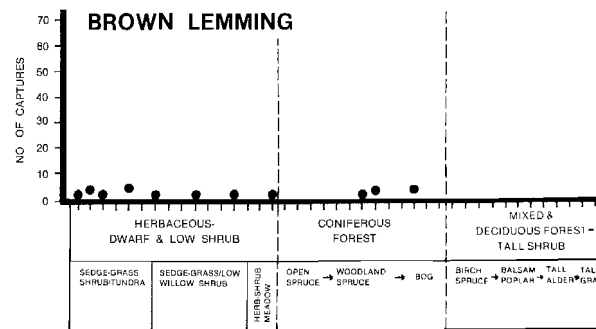 BROWN LEMMING
NO OF CAPTURES
70
60
50
40
30
20
10
0
HERBACEOUS-
DWARF & LOW SHRUB
CONIFEROUS
FOREST
MIXED &
DECIDUOUS FOREST-
TALL SHRUB
SEDGE-GRASS
SHRUB/TUNDRA
SEDGE-GRASS/LOW
WILLOW SHRUB
HERB-SHRUB
MEADOW
OPEN → WOODLAND → BOG
SPRUCE SPRUCE
BIRCH → BALSAM → TALL → TAL
SPRUCE POPLAR ALDER GRA